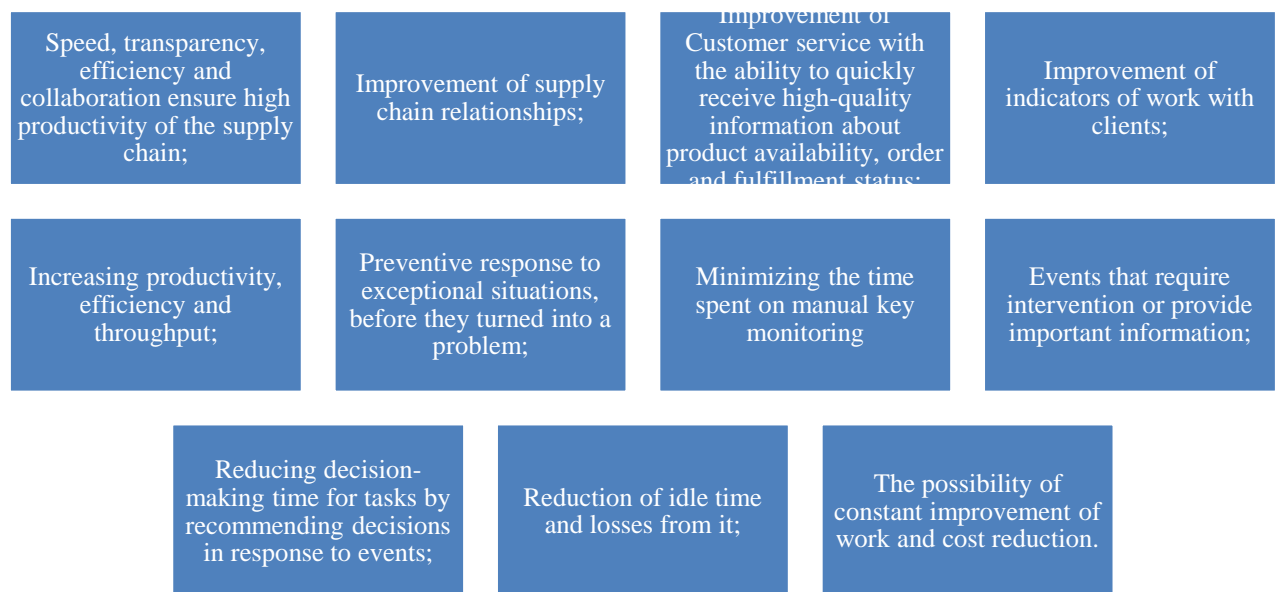 Speed, transparency,
efficiency and
collaboration ensure high
productivity of the supply
chain;
Improvement of supply
chain relationships;
Improvement of
Customer service with
the ability to quickly
receive high-quality
information about
product availability, order
and fulfillment status;
Improvement of
indicators of work with
clients;
Increasing productivity,
efficiency and
throughput;
Preventive response to
exceptional situations,
before they turned into a
problem;
Minimizing the time
spent on manual key
monitoring
Events that require
intervention or provide
important information;
Reducing decision-
making time for tasks by
recommending decisions
in response to events;
Reduction of idle time
and losses from it;
The possibility of
constant improvement of
work and cost reduction.